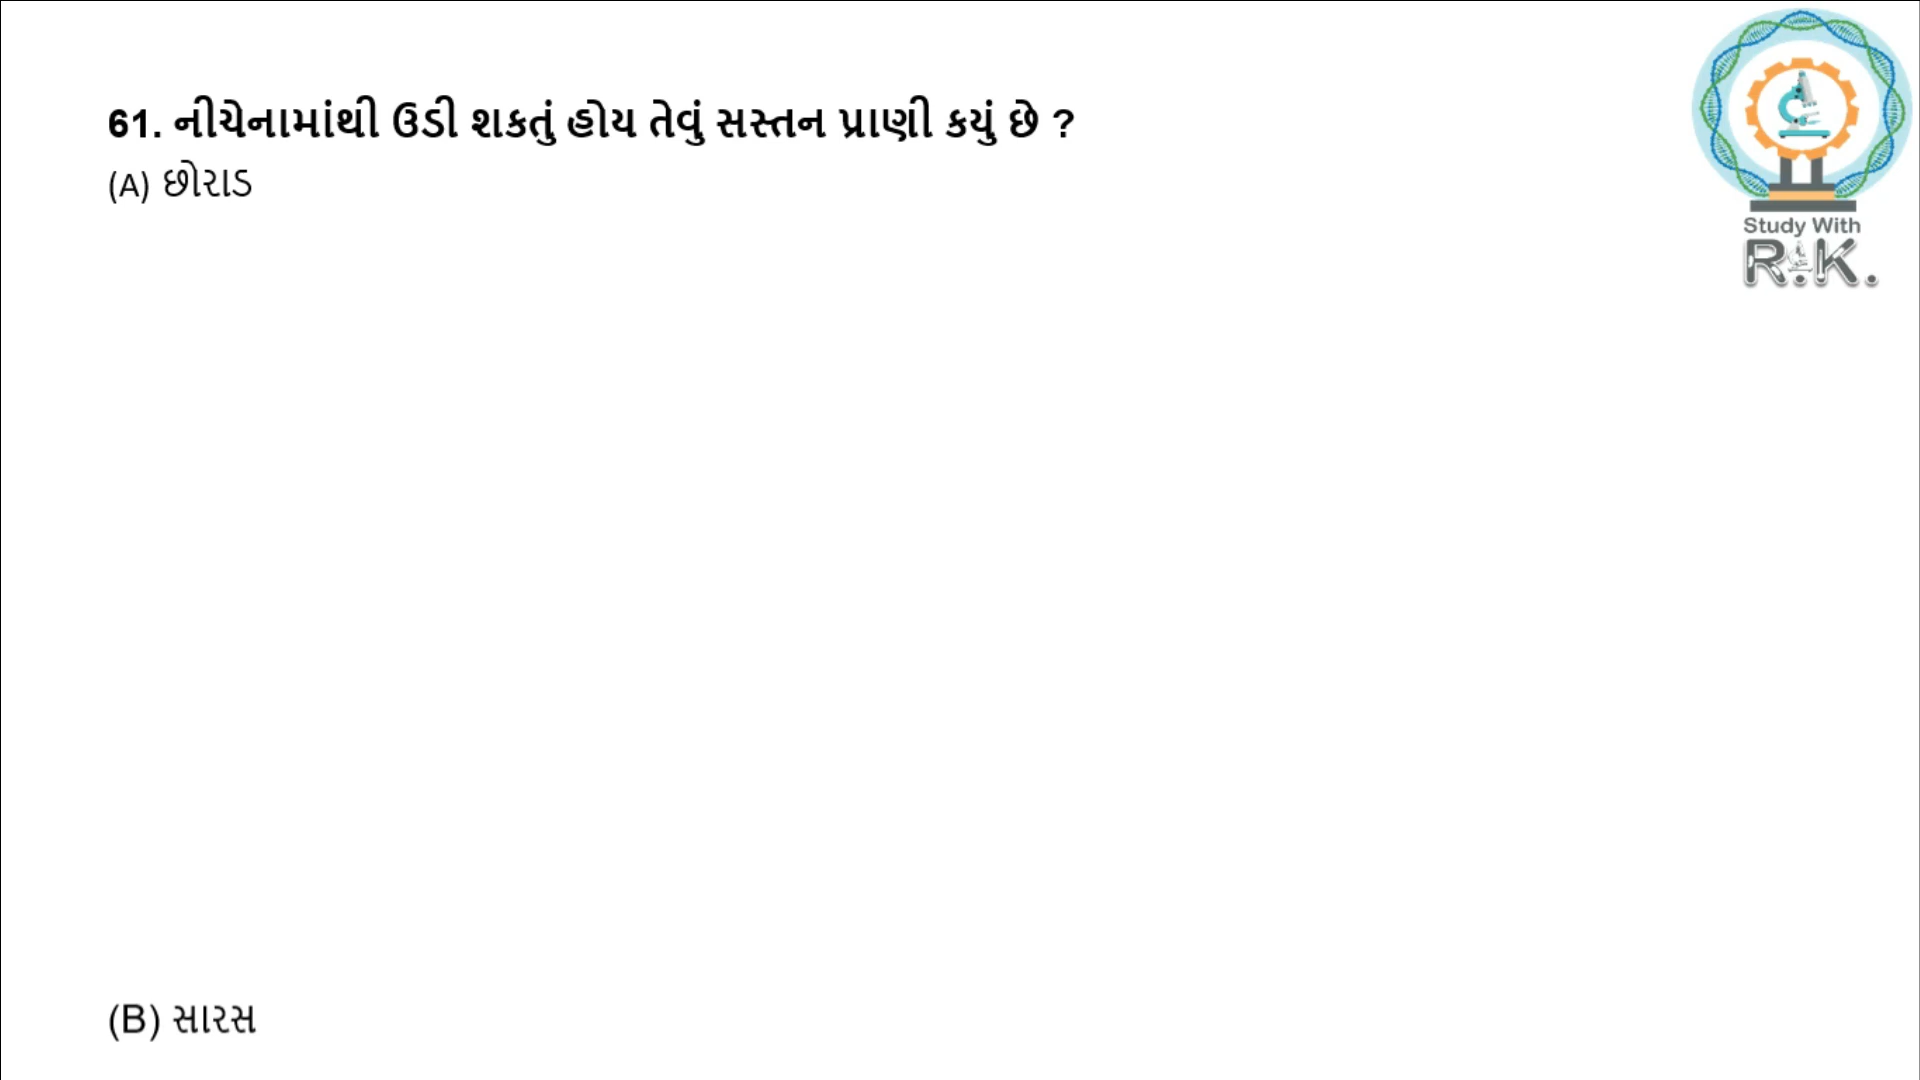 61. નીચેનામાંથી ઉડી શકતું હોય તેવું સસ્તન પ્રાણી કયું છે ?
(A) છોરાડ
Study With
R.K.
(B) સારસ